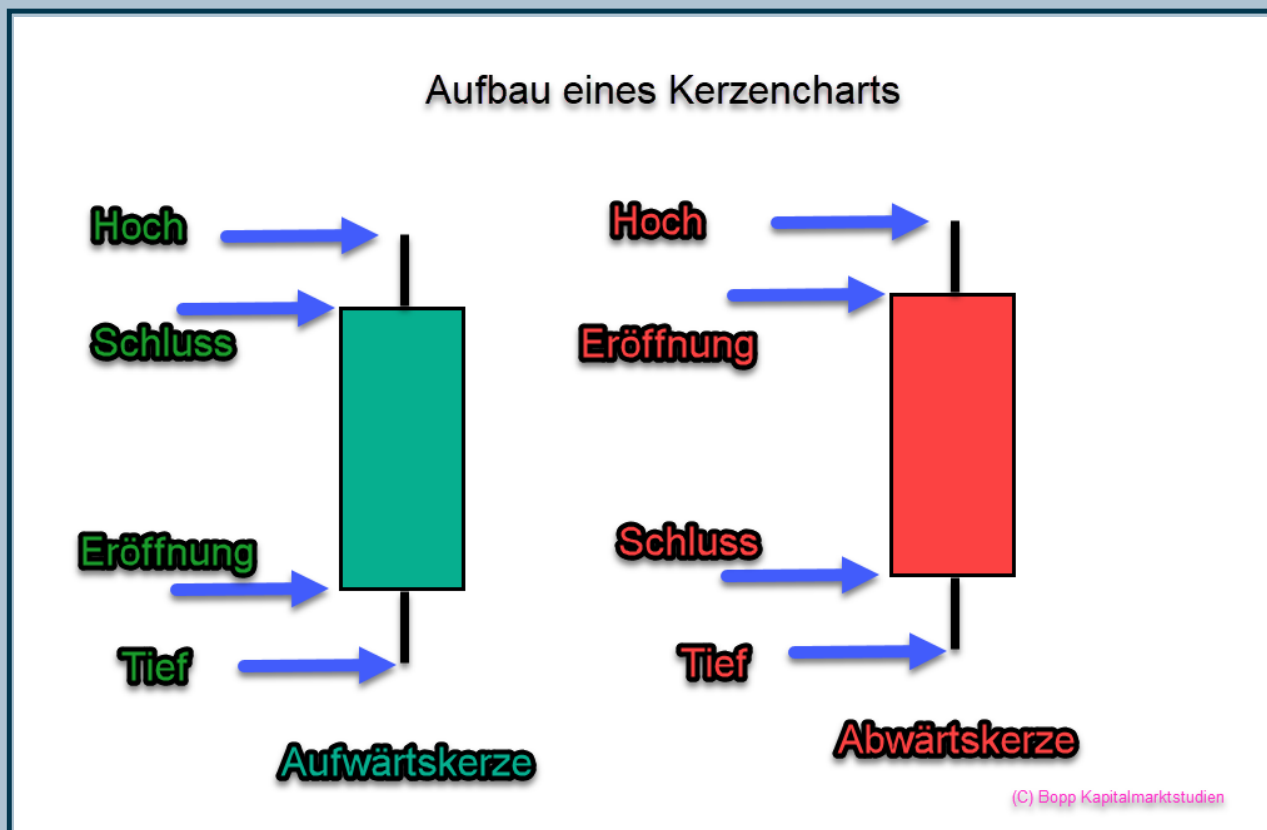 Aufbau eines Kerzencharts
Hoch
Schluss
Eröffnung
Tief
Aufwärtskerze
Hoch
Eröffnung
Schluss
Tief
Abwärtskerze
(C) Bopp Kapitalmarktstudien